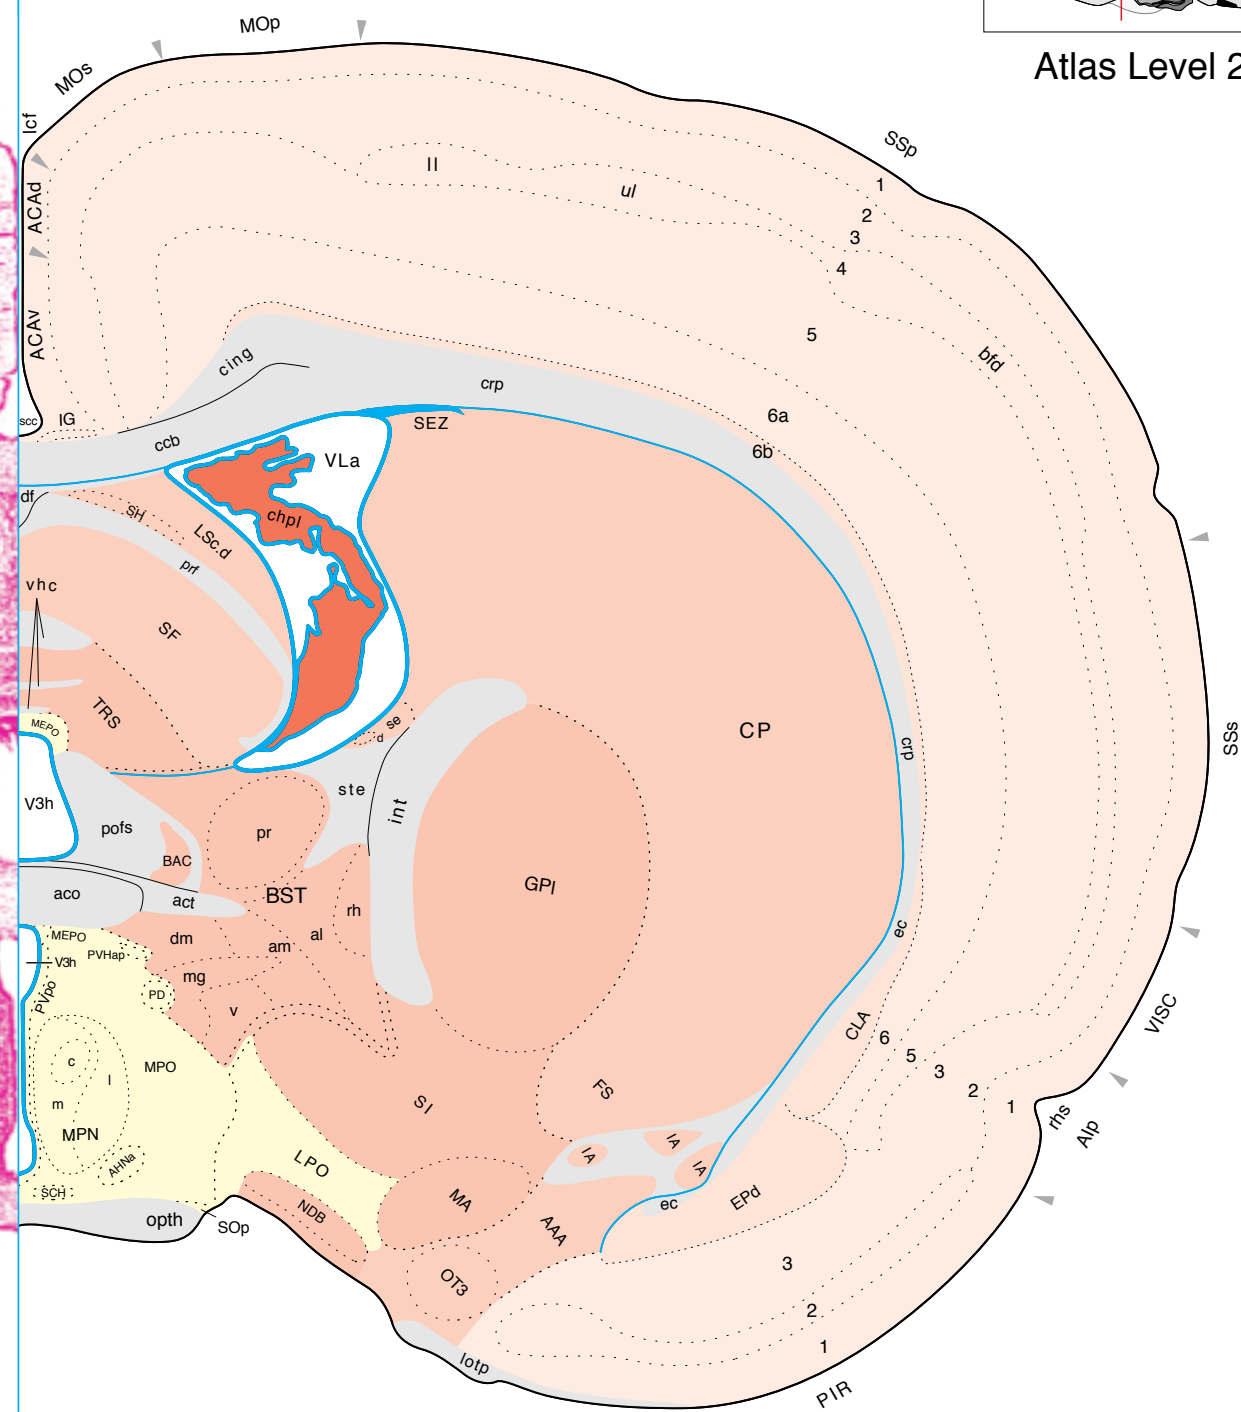 MOp
MOs
Atlas Level 2
lcf
SSp
ll
ul
1
ACAd
2
3
4
ACAv
5
bfd
cing
crp
6a
scc
IG
SEZ
ccb
6b
VLa
df
SH
chpl
LSc.d
prf
vhc
SF
TRS
MEPO
se
d
CP
crp
SSs
V3h
ste
int
pofs
pr
BAC
GPl
aco
act
BST
rh
ec
MEPO
dm
am
al
PVHap
V3h
mg
PVpo
PD
v
VISC
CLA
6
5
c
MPO
3
l
2
m
SI
FS
1
rhs
MPN
AIp
IA
IA
IA
AHNa
LPO
SCH
MA
EPd
ec
NDB
opth
SOp
AAA
3
OT3
2
1
lotp
PIR